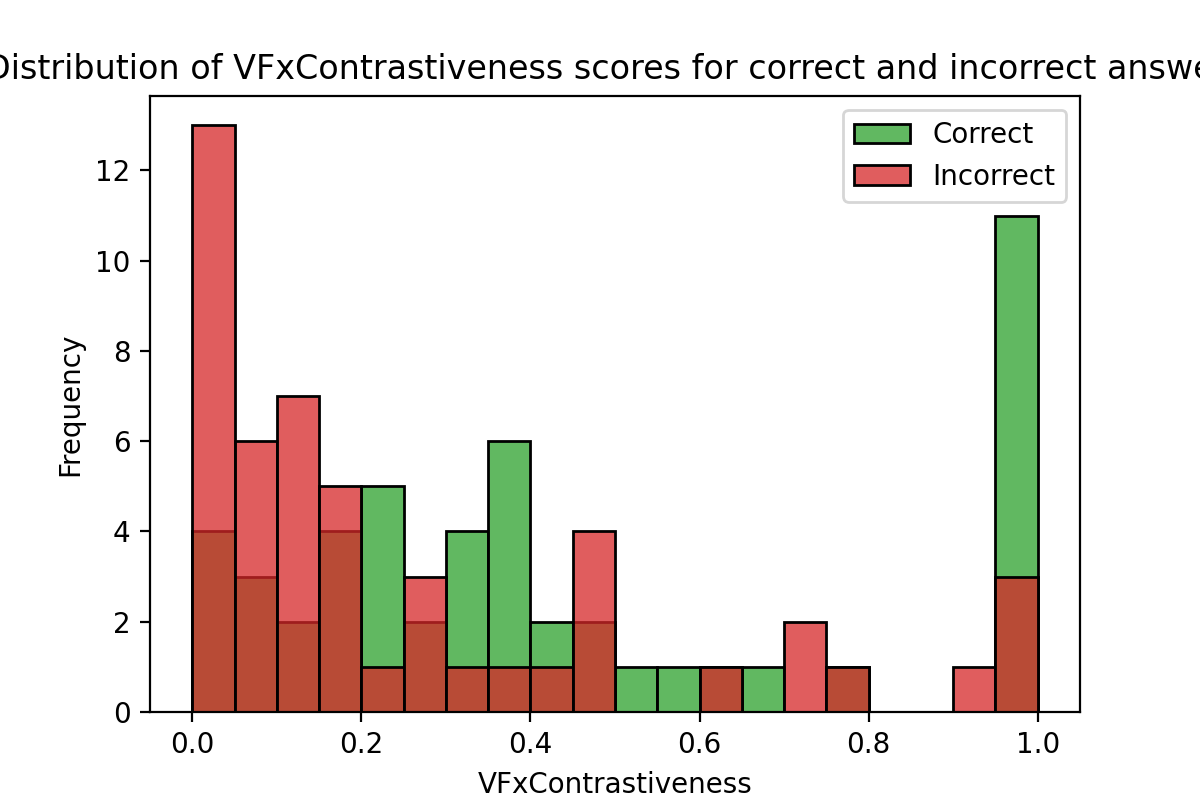 Distribution of VFxContrastiveness scores for correct and incorrect
Correct
Incorrect
Frequency
12
10
8
6
4
2
0
0.0 0.2 0.4 0.6 0.8 1.0
VFxContrastiveness